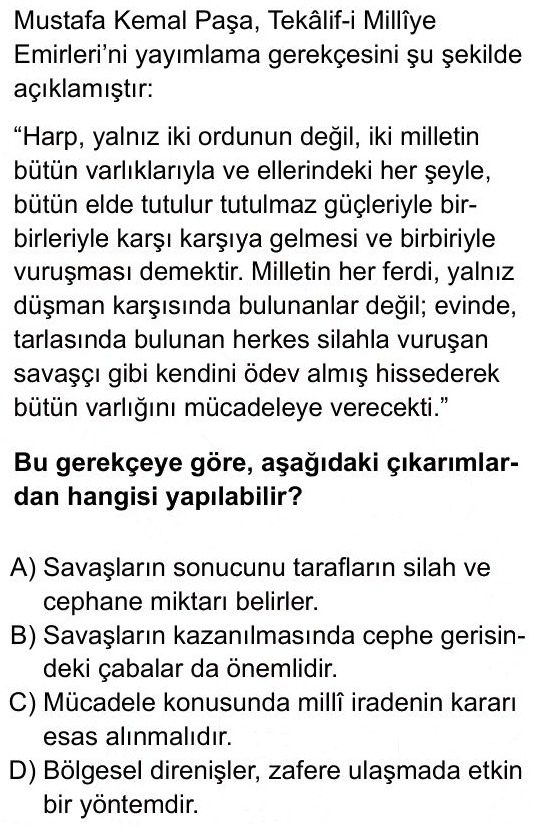 Mustafa Kemal Paşa, Tekâlif-i Millîye
Emirleri’ni yayımlama gerekçesini şu şekilde
açıklamıştır:
“Harp, yalnız iki ordunun değil, iki milletin
bütün varlıklarıyla ve ellerindeki her şeyle,
bütün elde tutulur tutulmaz güçleriyle bir-
birleriyle karşı karşıya gelmesi ve birbiriyle
vuruşması demektir. Milletin her ferdi, yalnız
düşman karşısında bulunanlar değil; evinde,
tarlasında bulunan herkes silahla vuruşan
savaşçı gibi kendini ödev almış hissederek
bütün varlığını mücadeleye verecekti.”
Bu gerekçeye göre, aşağıdaki çıkarımlar-
dan hangisi yapılabilir?
A) Savaşların sonucunu tarafların silah ve
cephane miktarı belirler.
B) Savaşların kazanılmasında cephe gerisin-
deki çabalar da önemlidir.
C) Mücadele konusunda millî iradenin kararı
esas alınmalıdır.
D) Bölgesel direnişler, zafere ulaşmada etkin
bir yöntemdir.